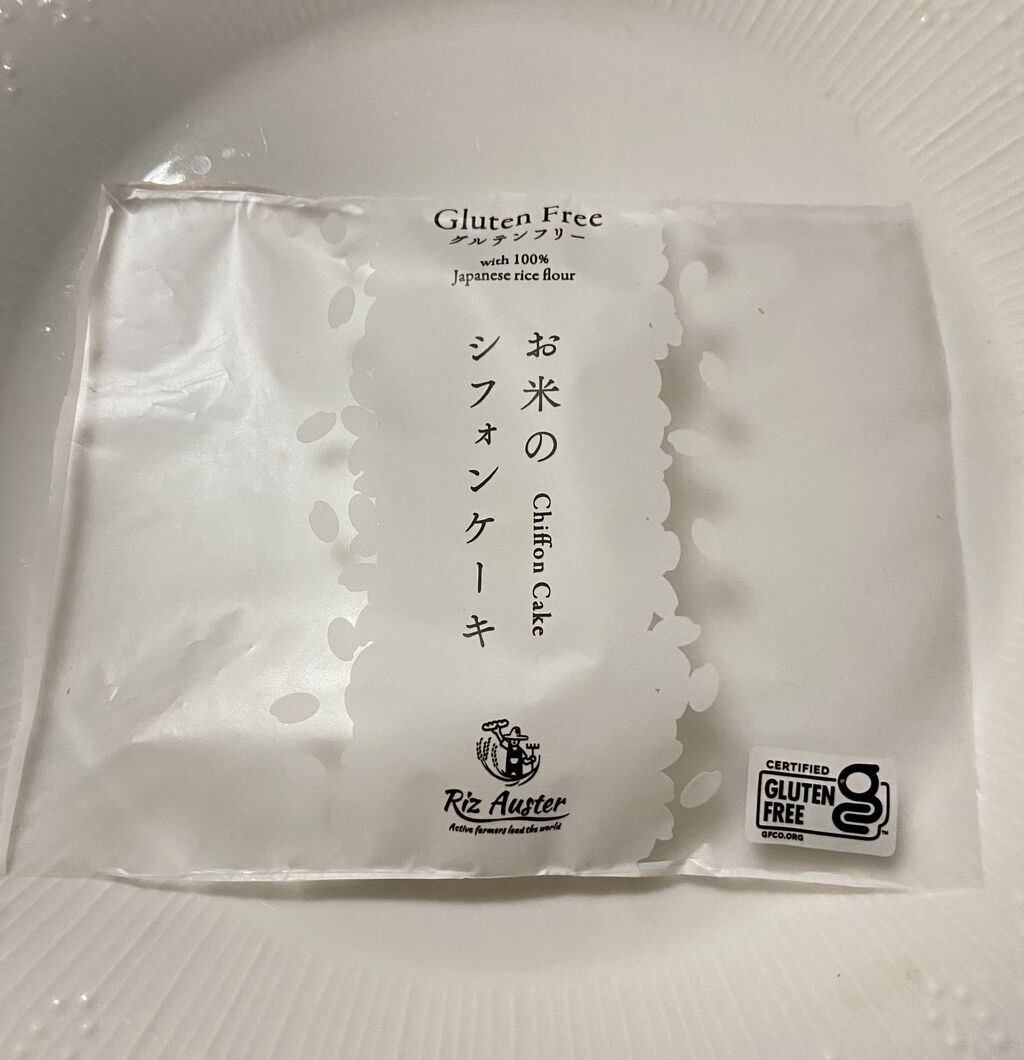 Gluten Free
グルテンフリー
with 100%
Japanese rice flour
お米の
シフォンケーキ
Chiffon Cake
Riz Auster
Active farmers lead the world
CERTIFIED
GLUTEN
FREE
GFCO.ORG
TM